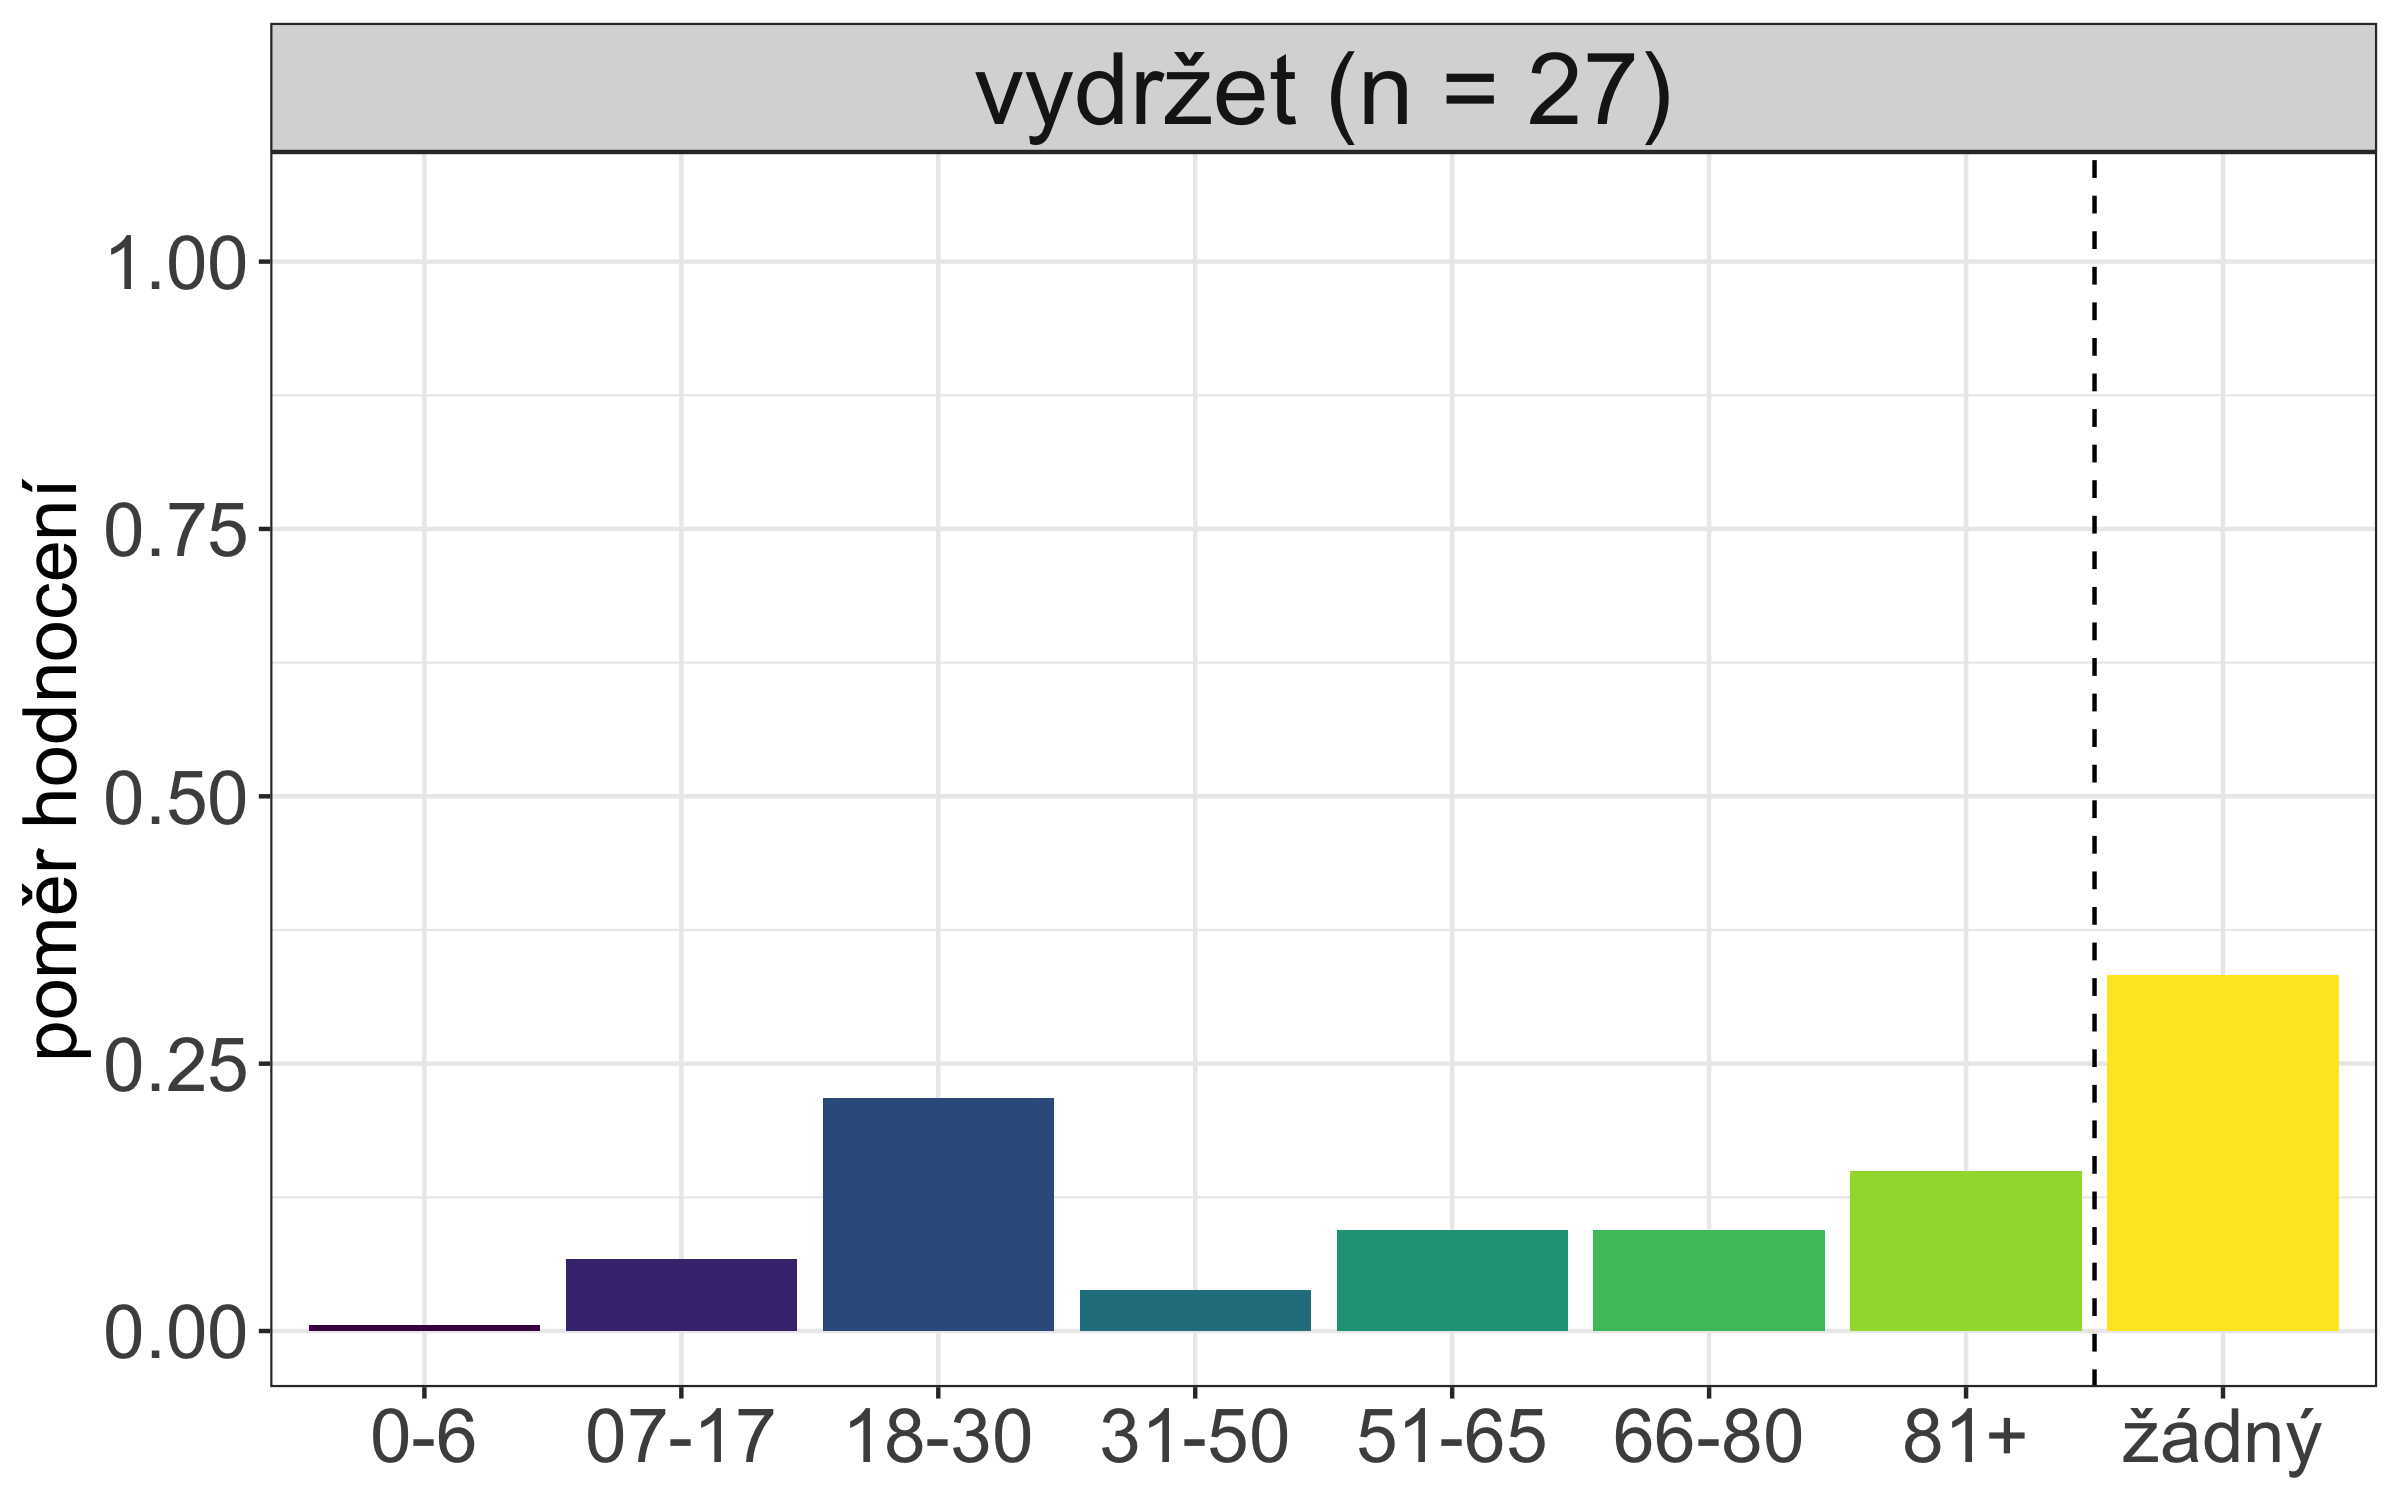 vydržet (n = 27)
poměr hodnocení
1.00
0.75
0.50
0.25
0.00
0-6 07-17 18-30 31-50 51-65 66-80 81+ žádný